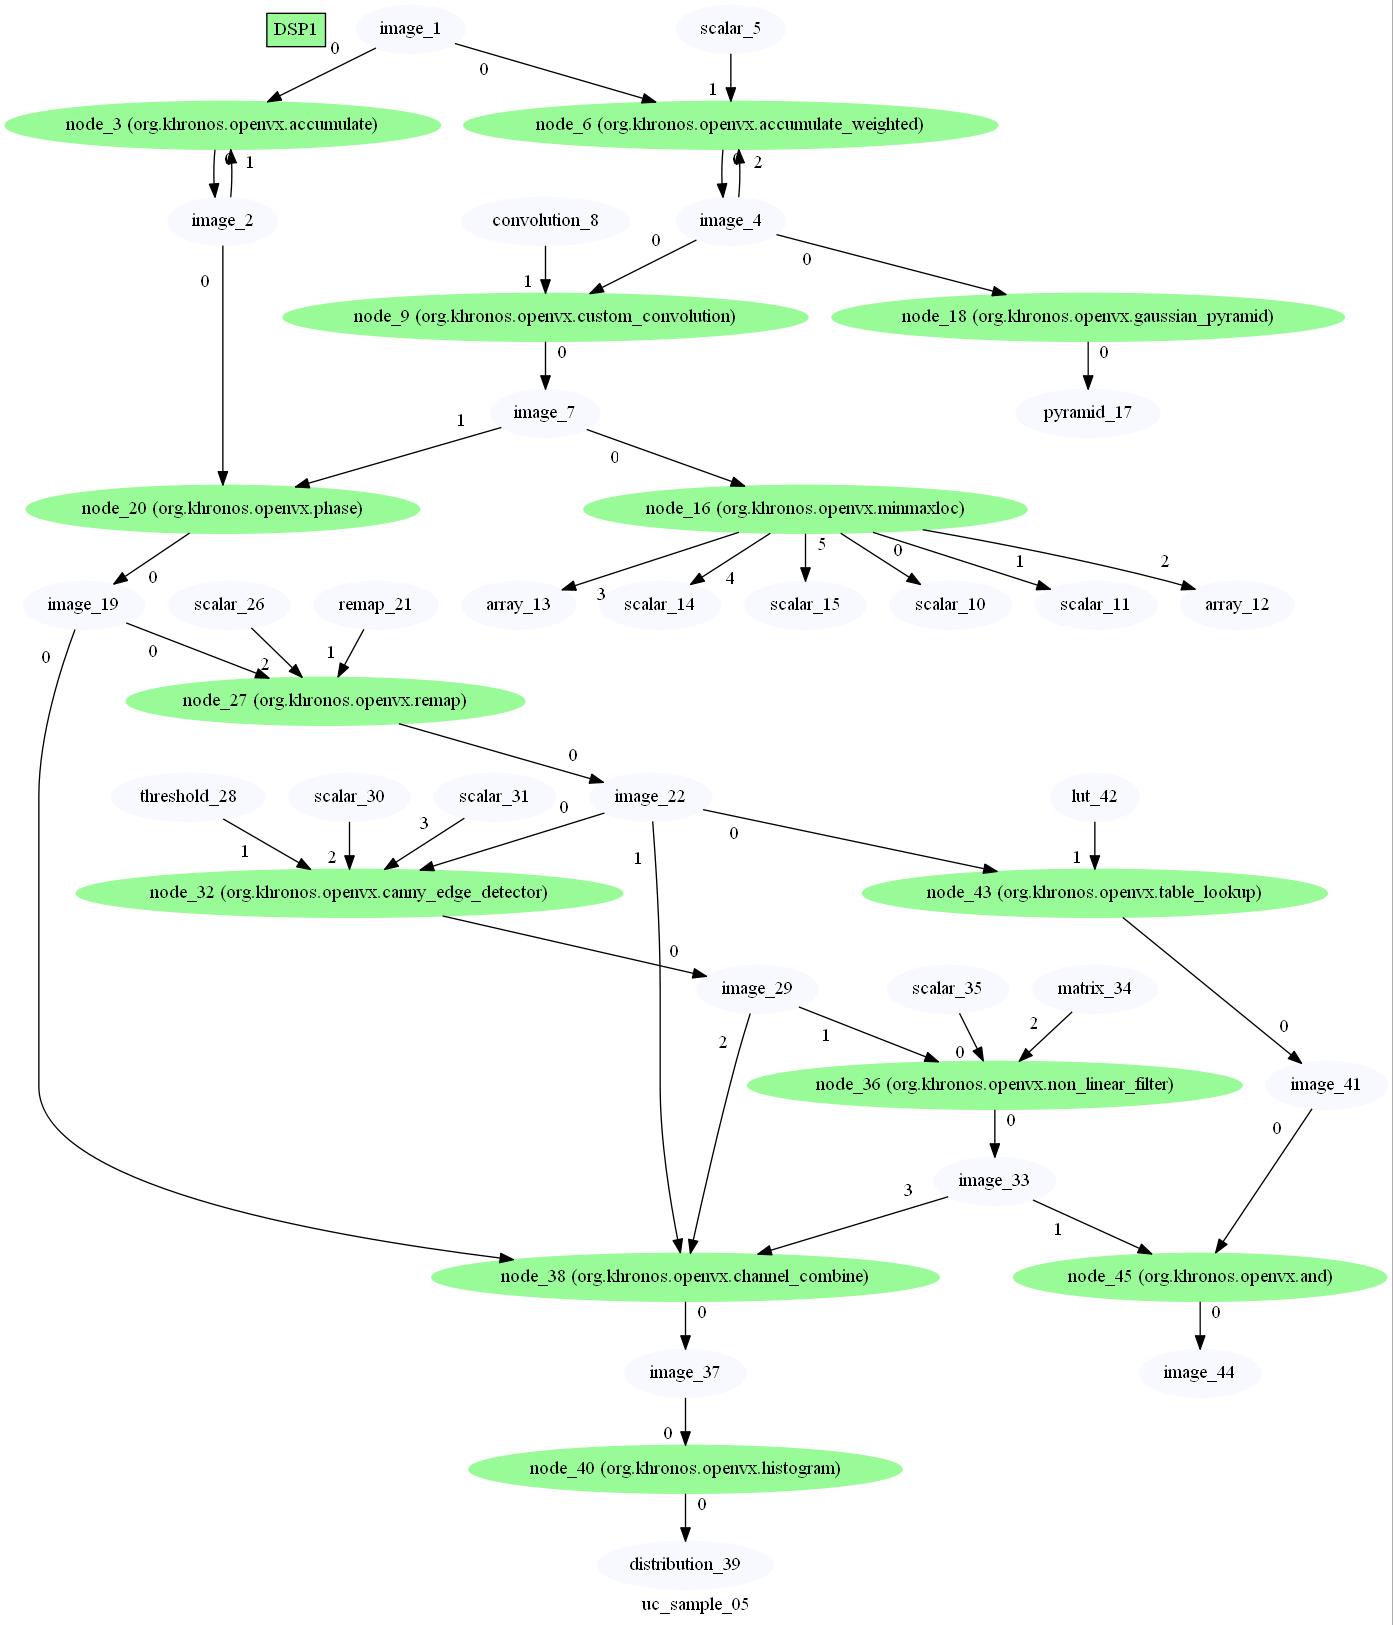 DSP1
image_1
scalar_5
0
0
1
node_3 (org.khronos.openvx.accumulate)
node_6 (org.khronos.openvx.accumulate_weighted)
1
2
image_2
convolution_8
image_4
0
0
0
1
node_9 (org.khronos.openvx.custom_convolution)
node_18 (org.khronos.openvx.gaussian_pyramid)
0
0
image_7
pyramid_17
1
0
node_20 (org.khronos.openvx.phase)
node_16 (org.khronos.openvx.minmaxloc)
0
3
4
5
0
1
2
image_19
scalar_26
remap_21
array_13
scalar_14
scalar_15
scalar_10
scalar_11
array_12
0
0
2
1
node_27 (org.khronos.openvx.remap)
0
threshold_28
scalar_30
scalar_31
image_22
lut_42
1
2
3
0
1
0
1
node_32 (org.khronos.openvx.canny_edge_detector)
node_43 (org.khronos.openvx.table_lookup)
0
image_29
scalar_35
matrix_34
2
1
0
2
0
node_36 (org.khronos.openvx.non_linear_filter)
image_41
0
0
image_33
3
1
node_38 (org.khronos.openvx.channel_combine)
node_45 (org.khronos.openvx.and)
0
0
image_37
image_44
0
node_40 (org.khronos.openvx.histogram)
0
distribution_39
uc_sample_05